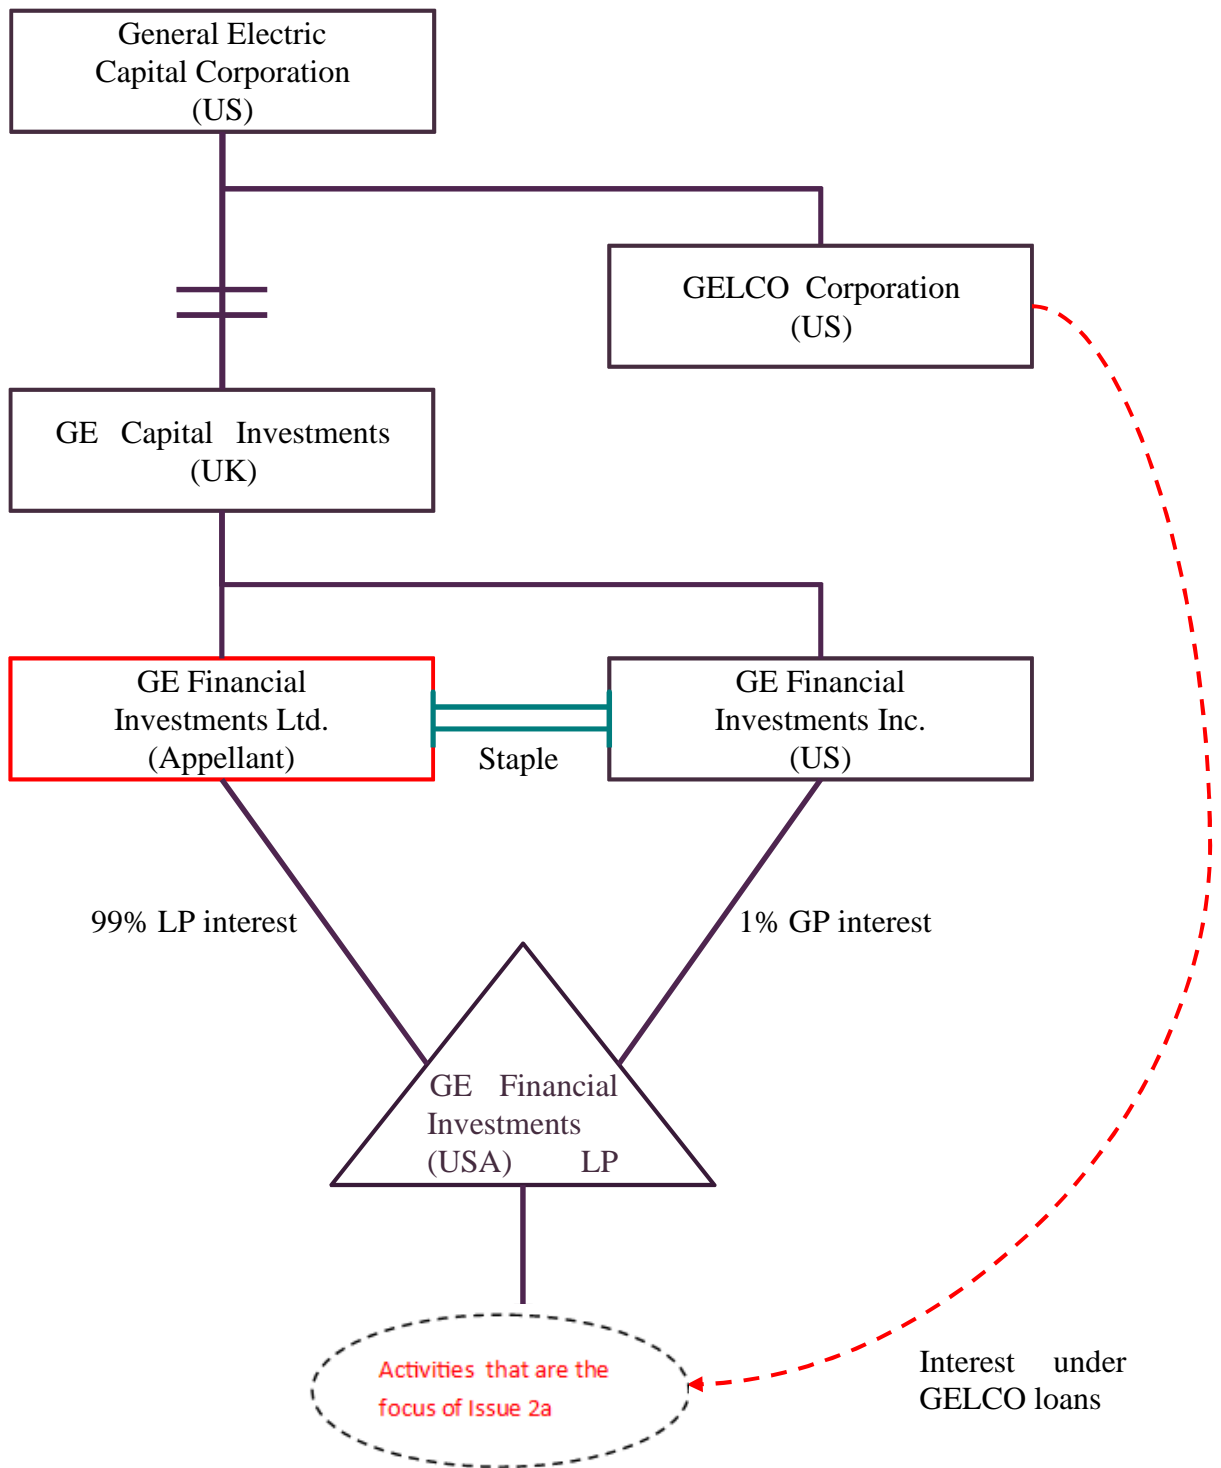 General Electric
Capital Corporation
(US)
GELCO Corporation
(US)
GE Capital Investments
(UK)
GE Financial
Investments Ltd.
(Appellant)
Staple
GE Financial
Investments Inc.
(US)
99% LP interest
1% GP interest
GE Financial
Investments
(USA) LP
Activities that are the
focus of Issue 2a
Interest under
GELCO loans